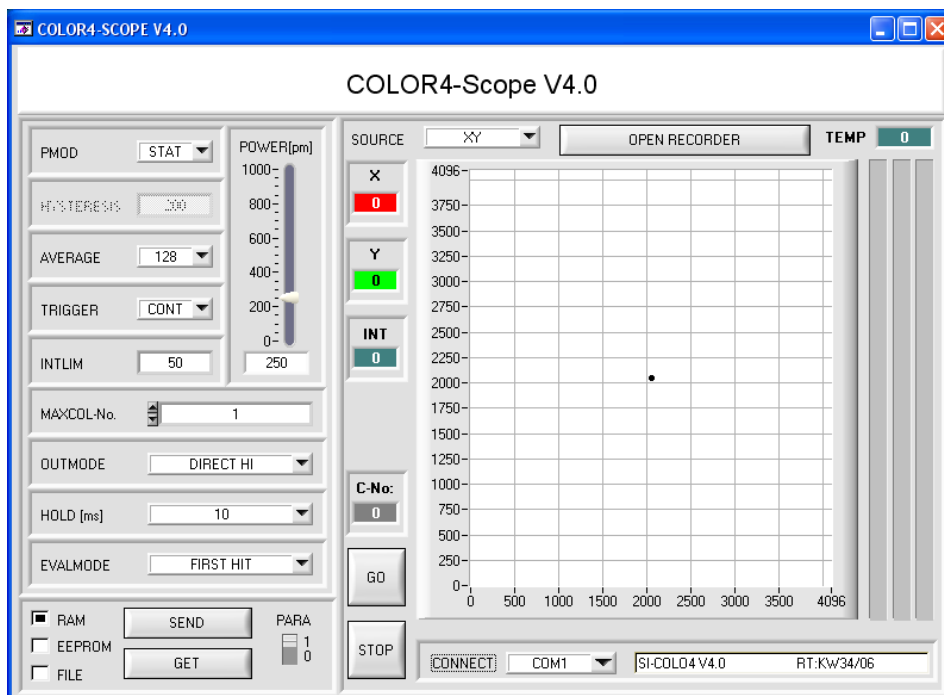 COLOR4-SCOPE V4.0
COLOR4-Scope V4.0
PMOD STAT
HYSTERESIS 200
AVERAGE 128
TRIGGER CONT
INTLIM 50
POWER[pm]
1000
800
600
400
200
0
250
MAXCOL-No. 1
OUTMODE DIRECT HI
HOLD [ms] 10
EVALMODE FIRST HIT
RAM
EEPROM
FILE
SEND
GET
PARA
1
0
SOURCE XY OPEN RECORDER TEMP 0
X
0
Y
0
INT
0
C-No:
0
GO
STOP
4096
3750
3500
3250
3000
2750
2500
2250
2000
1750
1500
1250
1000
750
500
250
0
0 500 1000 1500 2000 2500 3000 3500 4096
CONNECT COM1 SI-COLO4 V4.0 RT:KW34/06